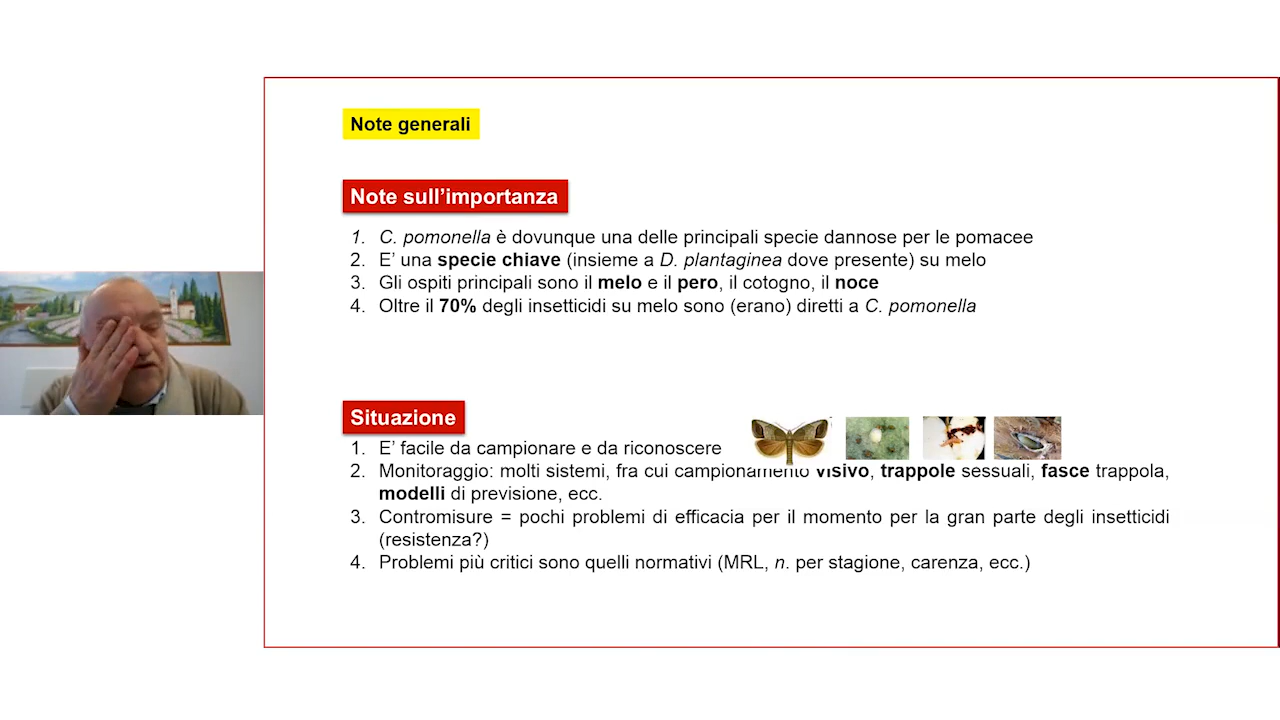 Note generali
Note sull’importanza
1. C. pomonella è dovunque una delle principali specie dannose per le pomacee
2. E’ una specie chiave (insieme a D. plantaginea dove presente) su melo
3. Gli ospiti principali sono il melo e il pero, il cotogno, il noce
4. Oltre il 70% degli insetticidi su melo sono (erano) diretti a C. pomonella
Situazione
1. E’ facile da campionare e da riconoscere
2. Monitoraggio: molti sistemi, fra cui campionamento visivo, trappole sessuali, fasce trappola,
modelli di previsione, ecc.
3. Contromisure = pochi problemi di efficacia per il momento per la gran parte degli insetticidi
(resistenza?)
4. Problemi più critici sono quelli normativi (MRL, n. per stagione, carenza, ecc.)